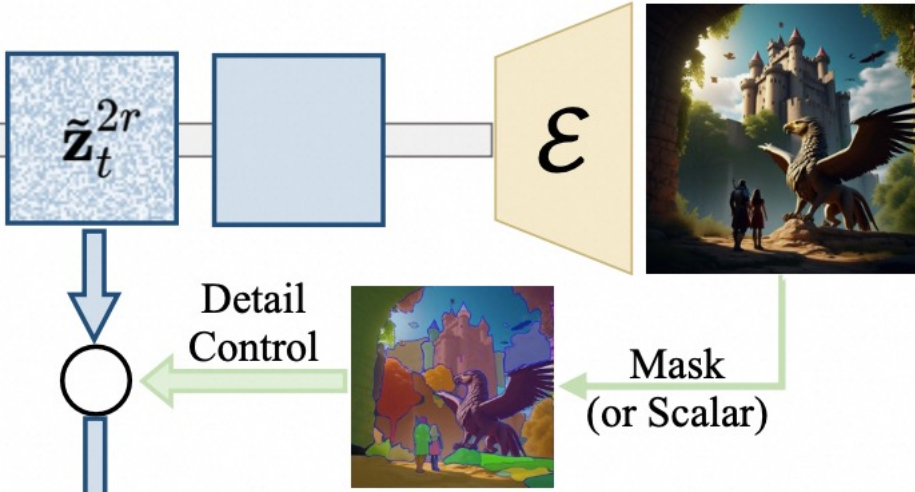 z̃_t^{2r}
ℰ
Detail
Control
Mask
(or Scalar)